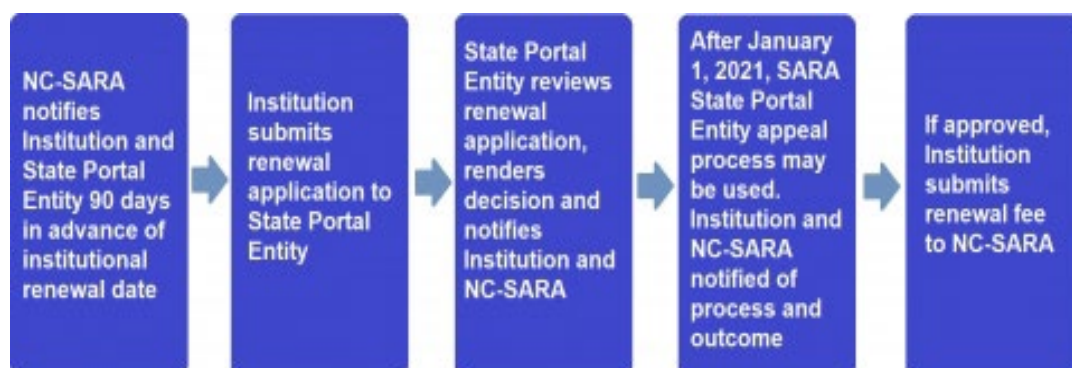 NC-SARA
notifies
Institution and
State Portal
Entity 90 days
in advance of
institutional
renewal date
Institution
submits
renewal
application to
State Portal
Entity
State Portal
Entity reviews
renewal
application,
renders
decision and
notifies
Institution and
NC-SARA
After January
1, 2021, SARA
State Portal
Entity appeal
process may
be used.
Institution and
NC-SARA
notified of
process and
outcome
If approved,
Institution
submits
renewal fee
to NC-SARA